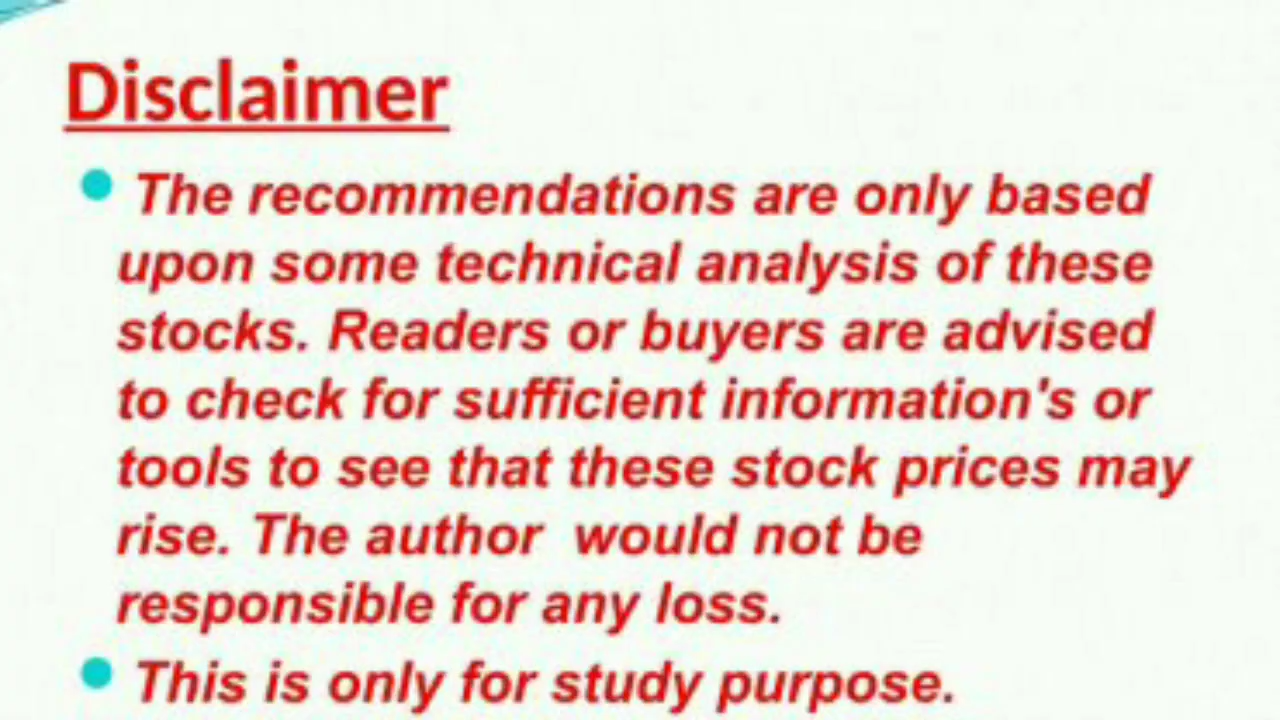 Disclaimer
The recommendations are only based
upon some technical analysis of these
stocks. Readers or buyers are advised
to check for sufficient information's or
tools to see that these stock prices may
rise. The author  would not be
responsible for any loss.
This is only for study purpose.